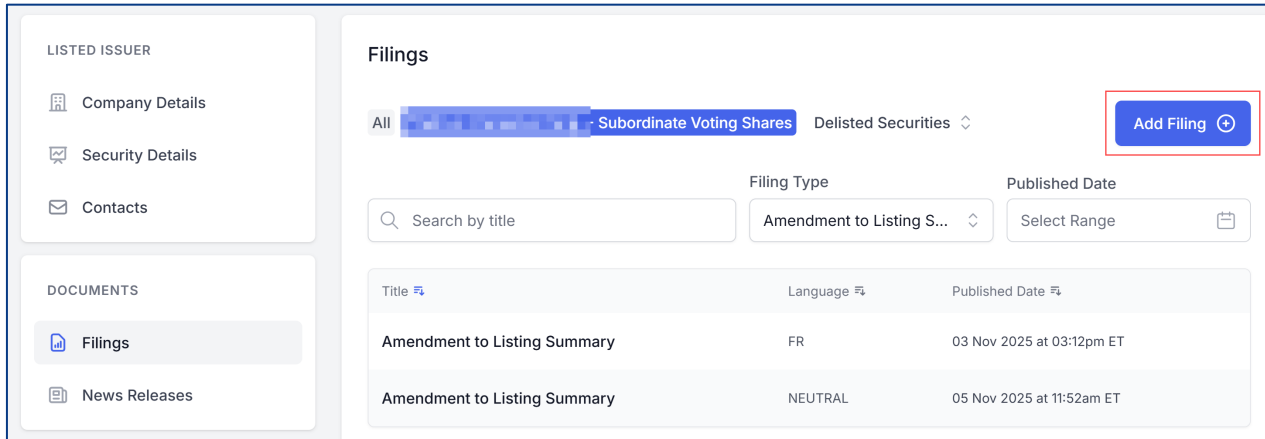 LISTED ISSUER
Company Details
Security Details
Contacts
DOCUMENTS
Filings
News Releases
Filings
All - Subordinate Voting Shares Delisted Securities Add Filing
Filing Type Published Date
Search by title Amendment to Listing S... Select Range
Title Language Published Date
Amendment to Listing Summary FR 03 Nov 2025 at 03:12pm ET
Amendment to Listing Summary NEUTRAL 05 Nov 2025 at 11:52am ET